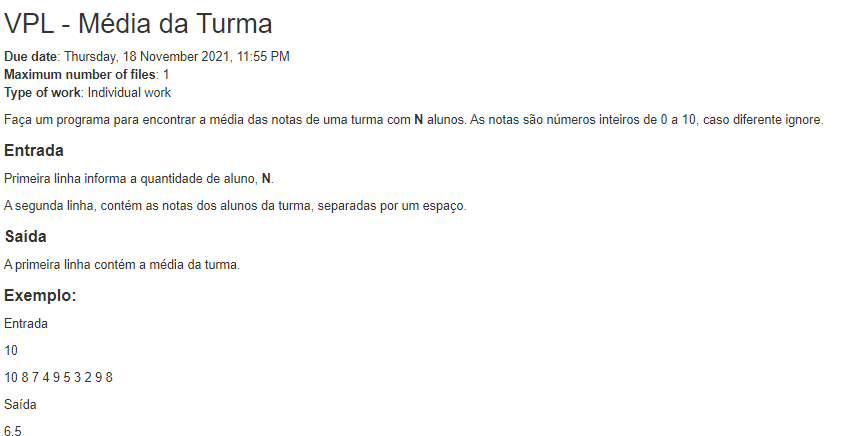 VPL - Média da Turma
Due date: Thursday, 18 November 2021, 11:55 PM
Maximum number of files: 1
Type of work: Individual work
Faça um programa para encontrar a média das notas de uma turma com N alunos. As notas são números inteiros de 0 a 10, caso diferente ignore.
Entrada
Primeira linha informa a quantidade de aluno, N.
A segunda linha, contém as notas dos alunos da turma, separadas por um espaço.
Saída
A primeira linha contém a média da turma.
Exemplo:
Entrada
10
10 8 7 4 9 5 3 2 9 8
Saída
6.5